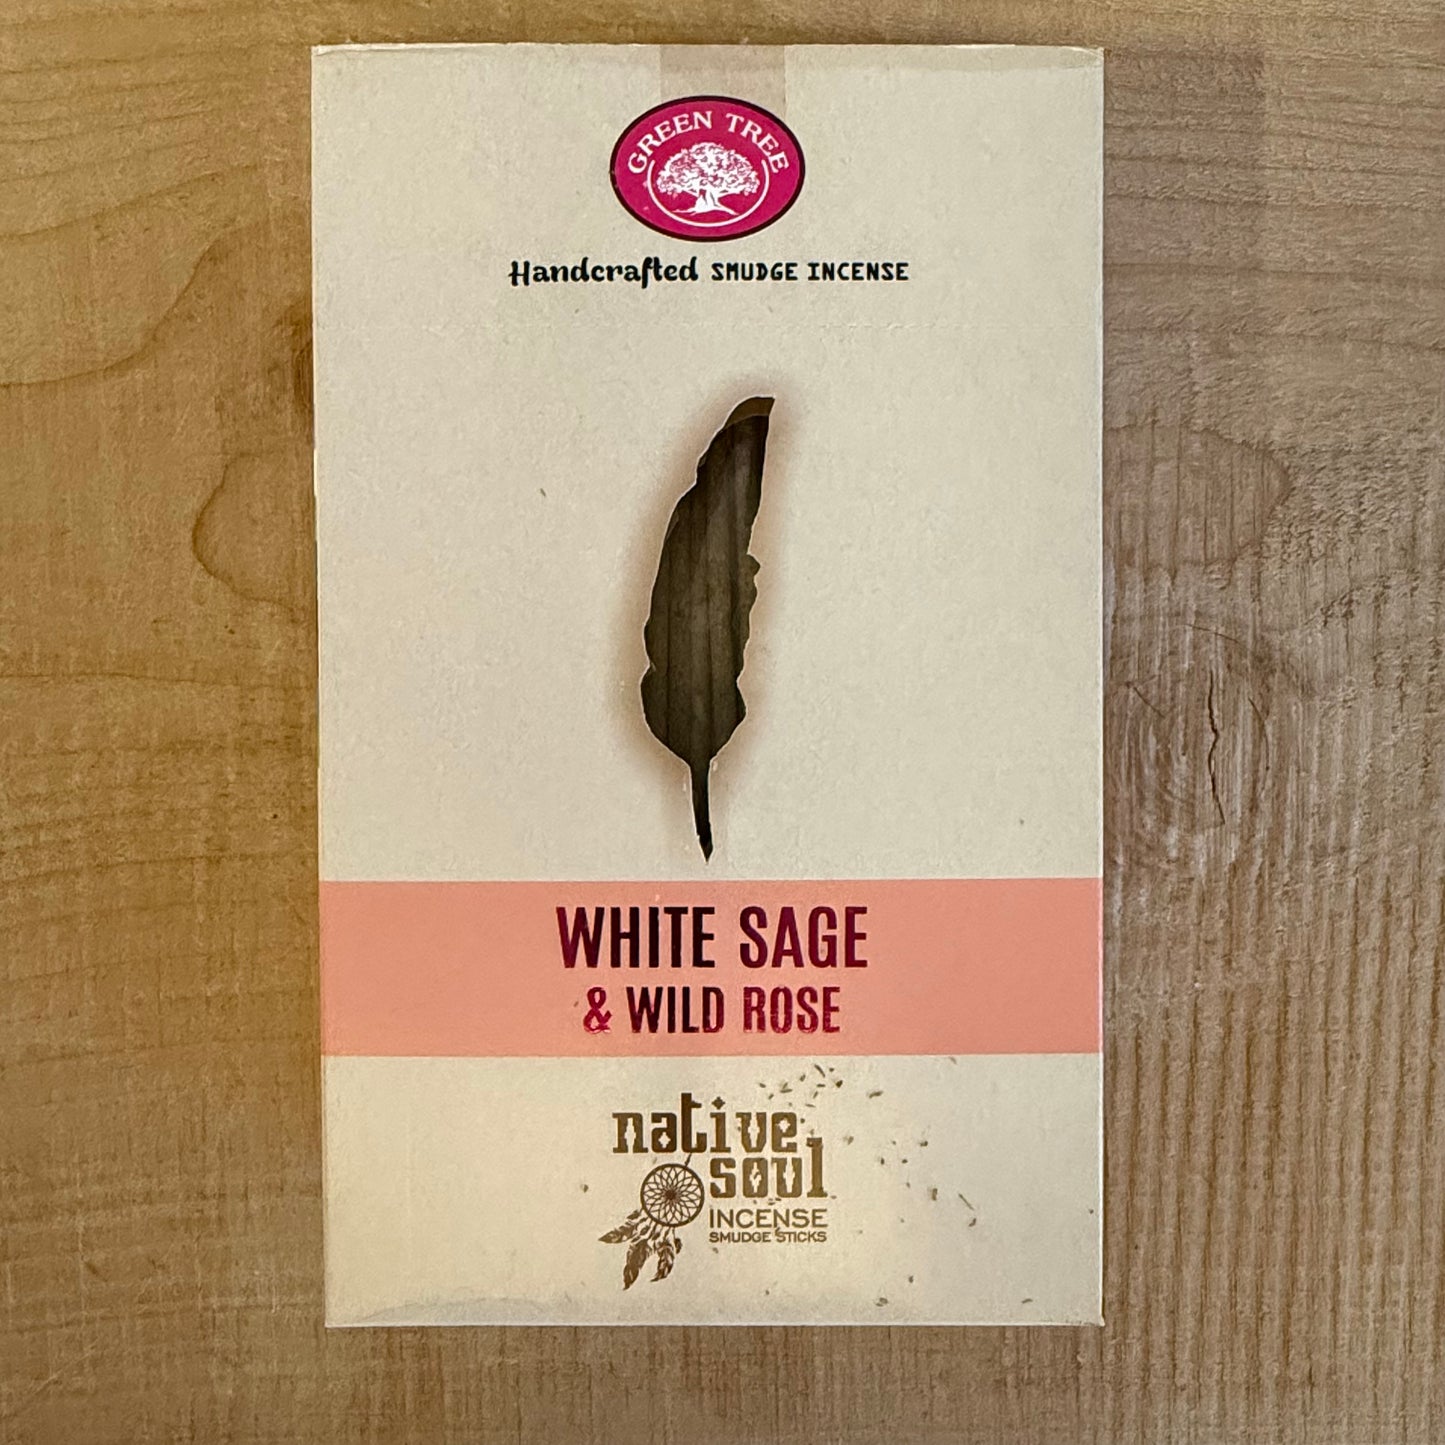 GREEN TREE
Handcrafted SMUDGE INCENSE
WHITE SAGE
& WILD ROSE
native
soul
INCENSE
SMUDGE STICKS